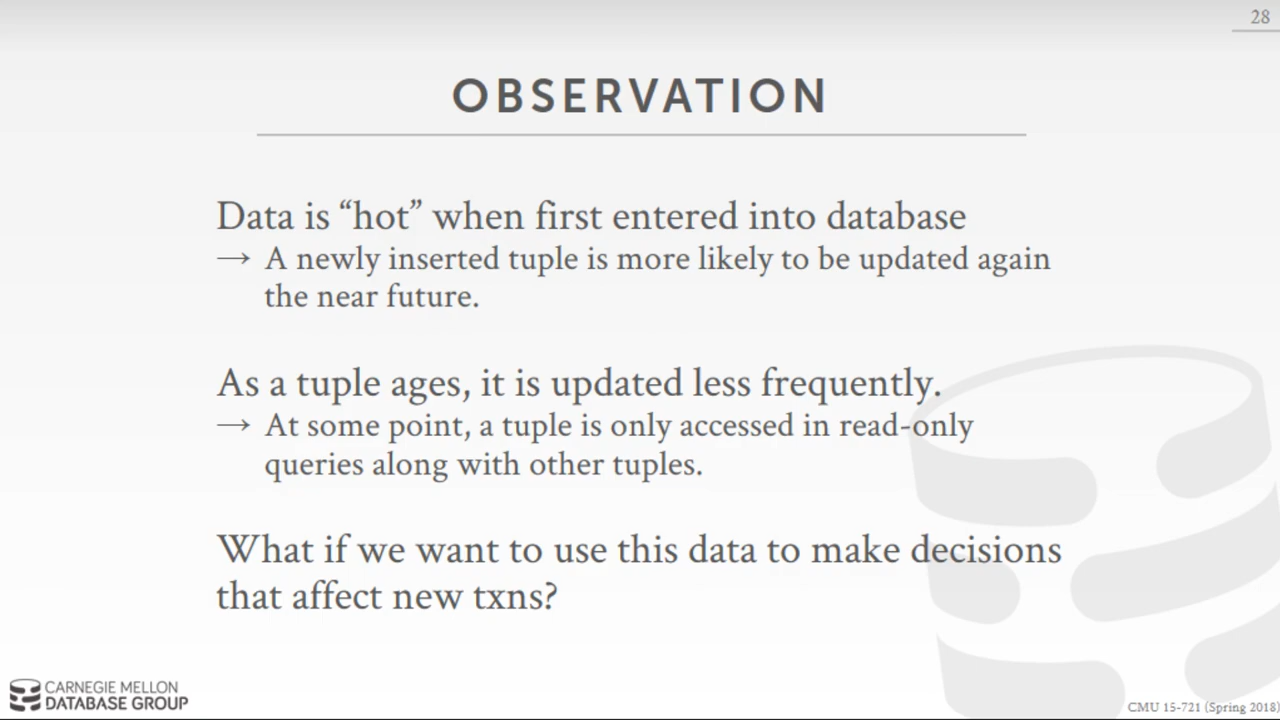 28
OBSERVATION
Data is “hot” when first entered into database
→ A newly inserted tuple is more likely to be updated again
the near future.
As a tuple ages, it is updated less frequently.
→ At some point, a tuple is only accessed in read-only
queries along with other tuples.
What if we want to use this data to make decisions
that affect new txns?
CARNEGIE MELLON
DATABASE GROUP
CMU 15-721 (Spring 2018)